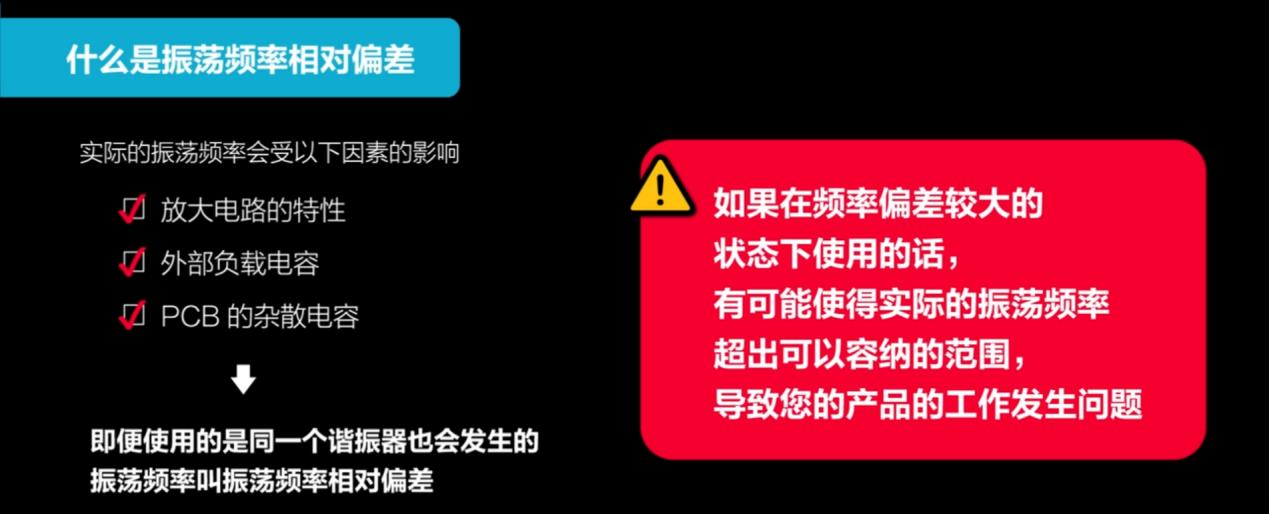 什么是振荡频率相对偏差
实际的振荡频率会受以下因素的影响
放大电路的特性
外部负载电容
PCB 的杂散电容
即便使用的是同一个谐振器也会发生的
振荡频率叫振荡频率相对偏差
如果在频率偏差较大的
状态下使用的话，
有可能使得实际的振荡频率
超出可以容纳的范围，
导致您的产品的工作发生问题